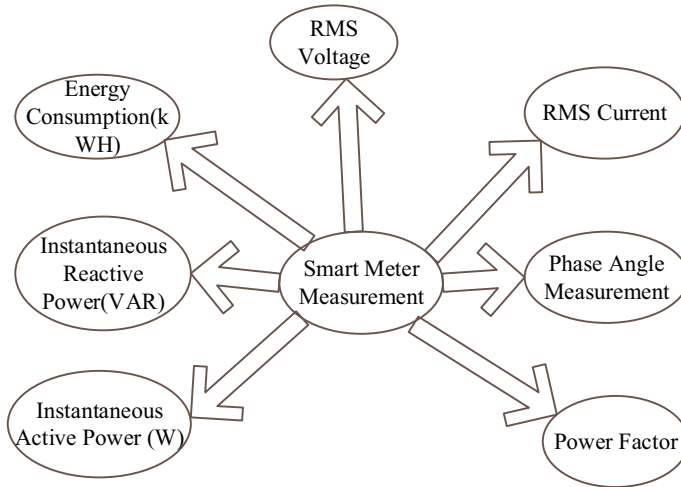 RMS
Voltage
Energy
Consumption(k
WH)
RMS Current
Instantaneous
Reactive
Power(VAR)
Smart Meter
Measurement
Phase Angle
Measurement
Instantaneous
Active Power (W)
Power Factor